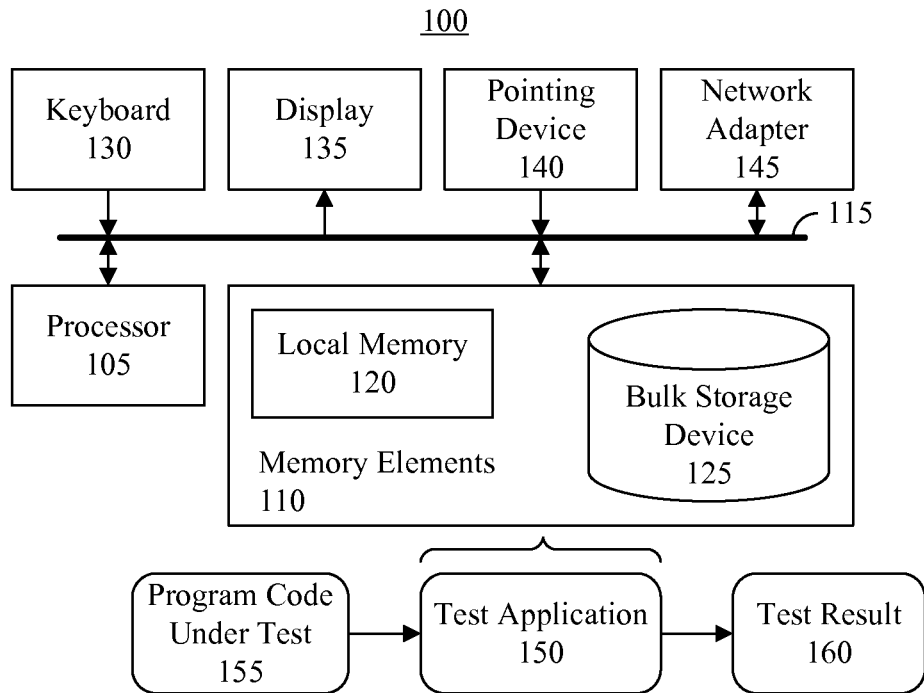 100
Keyboard
130
Display
135
Pointing
Device
140
Network
Adapter
145
115
Processor
105
Local Memory
120
Memory Elements
110
Bulk Storage
Device
125
Program Code
Under Test
155
Test Application
150
Test Result
160